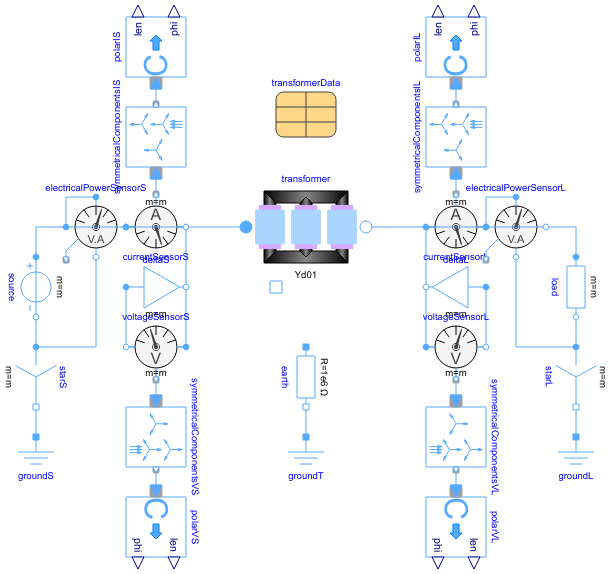 len
phi
len
phi
polarIS
polarIL
symmetricalComponentsIS
transformerData
symmetricalComponentsIL
electricalPowerSensorS
m=m
transformer
m=m
electricalPowerSensorL
A
V.A
A
V.A
currentSensorS
deltaS
currentSensorL
deltaL
source
m=m
Yd01
load
m=m
+
-
m=m
voltageSensorS
m=m
voltageSensorL
V
V
m=m
starS
m=m
m=m
earth
R=1e6 Ω
starL
m=m
groundS
symmetricalComponentsVS
groundT
symmetricalComponentsVL
groundL
polarVS
polarVL
phi
len
phi
len